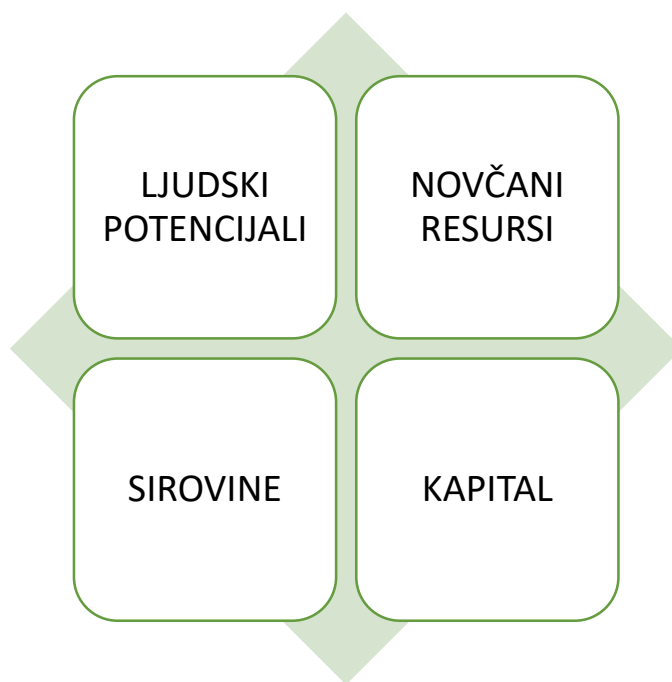 LJUDSKI
POTENCIJALI
NOVČANI
RESURSI
SIROVINE
KAPITAL